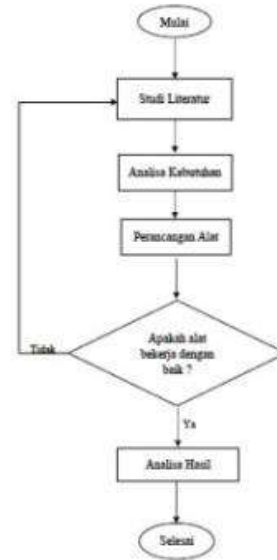 Mulai
Studi Literatur
Analisa Kebutuhan
Perancangan Alat
Apakah alat
bekerja dengan
baik ?
Tidak
Ya
Analisa Hasil
Selesai